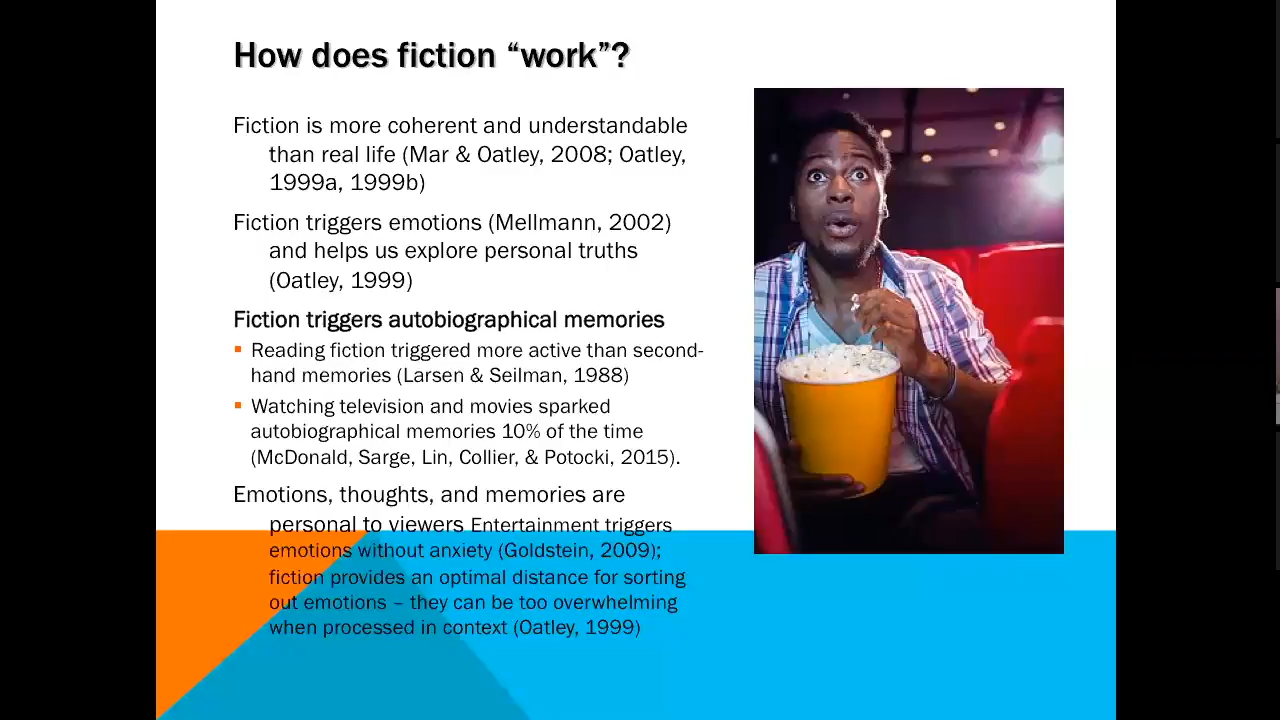 How does fiction “work”?
Fiction is more coherent and understandable
than real life (Mar & Oatley, 2008; Oatley,
1999a, 1999b)
Fiction triggers emotions (Mellmann, 2002)
and helps us explore personal truths
(Oatley, 1999)
Fiction triggers autobiographical memories
Reading fiction triggered more active than second-
hand memories (Larsen & Seilman, 1988)
Watching television and movies sparked
autobiographical memories 10% of the time
(McDonald, Sarge, Lin, Collier, & Potocki, 2015).
Emotions, thoughts, and memories are
personal to viewers Entertainment triggers
emotions without anxiety (Goldstein, 2009);
fiction provides an optimal distance for sorting
out emotions – they can be too overwhelming
when processed in context (Oatley, 1999)